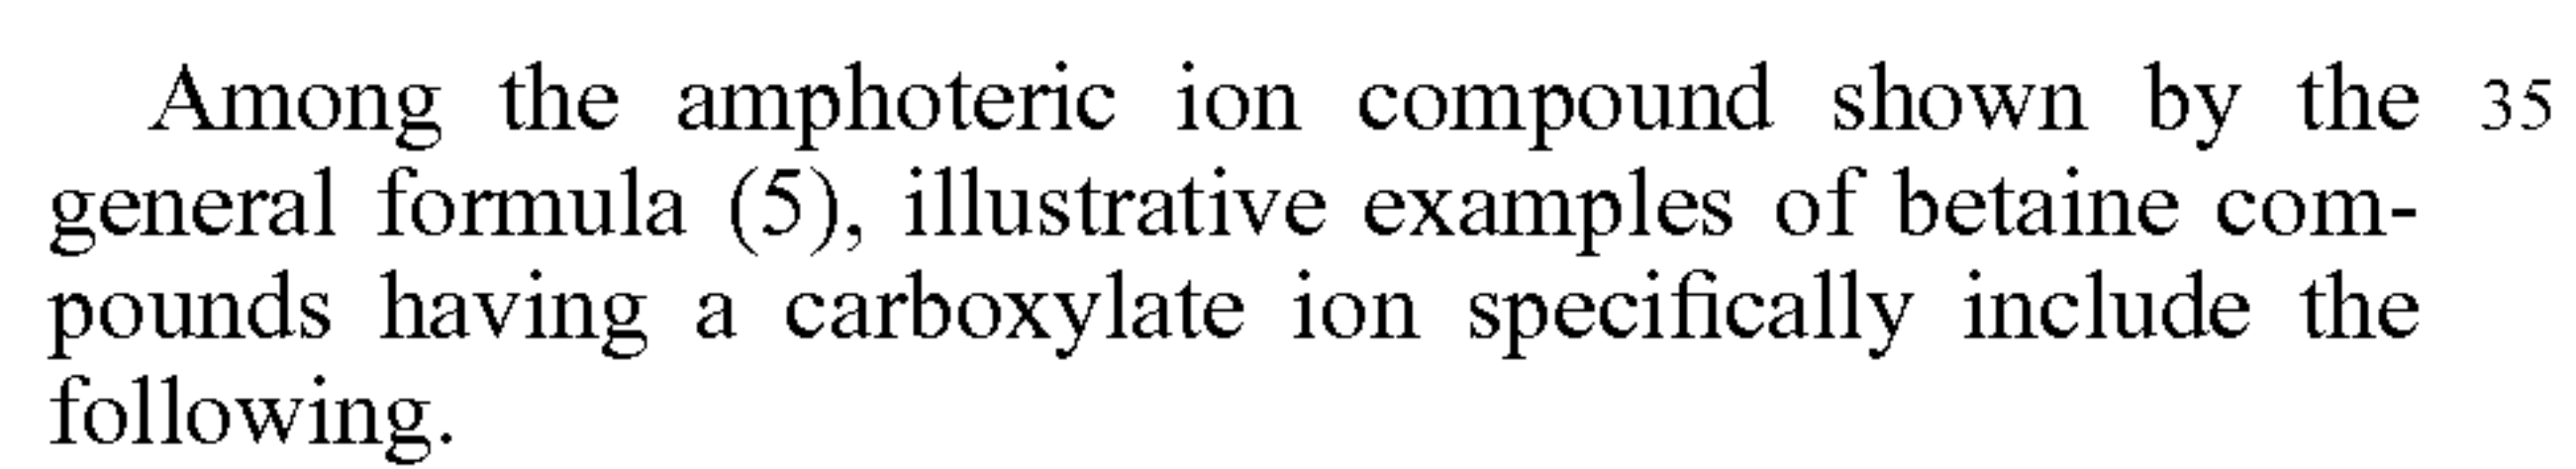 Among the amphoteric ion compound shown by the 35
general formula (5), illustrative examples of betaine com-
pounds having a carboxylate ion specifically include the
following.